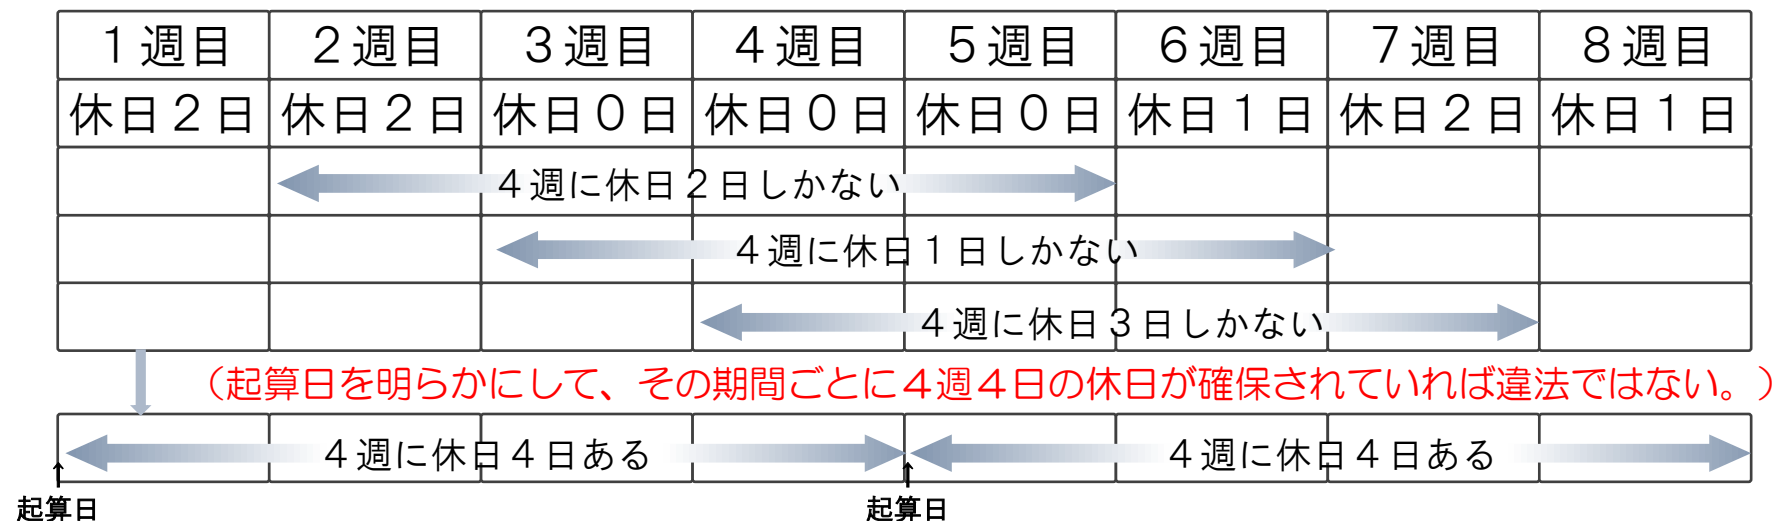 １週目 ２週目 ３週目 ４週目 ５週目 ６週目 ７週目 ８週目
休日２日 休日２日 休日０日 休日０日 休日０日 休日１日 休日２日 休日１日
４週に休日２日しかない
４週に休日１日しかない
４週に休日３日しかない
（起算日を明らかにして、その期間ごとに４週４日の休日が確保されていれば違法ではない。）
４週に休日４日ある ４週に休日４日ある
起算日 起算日